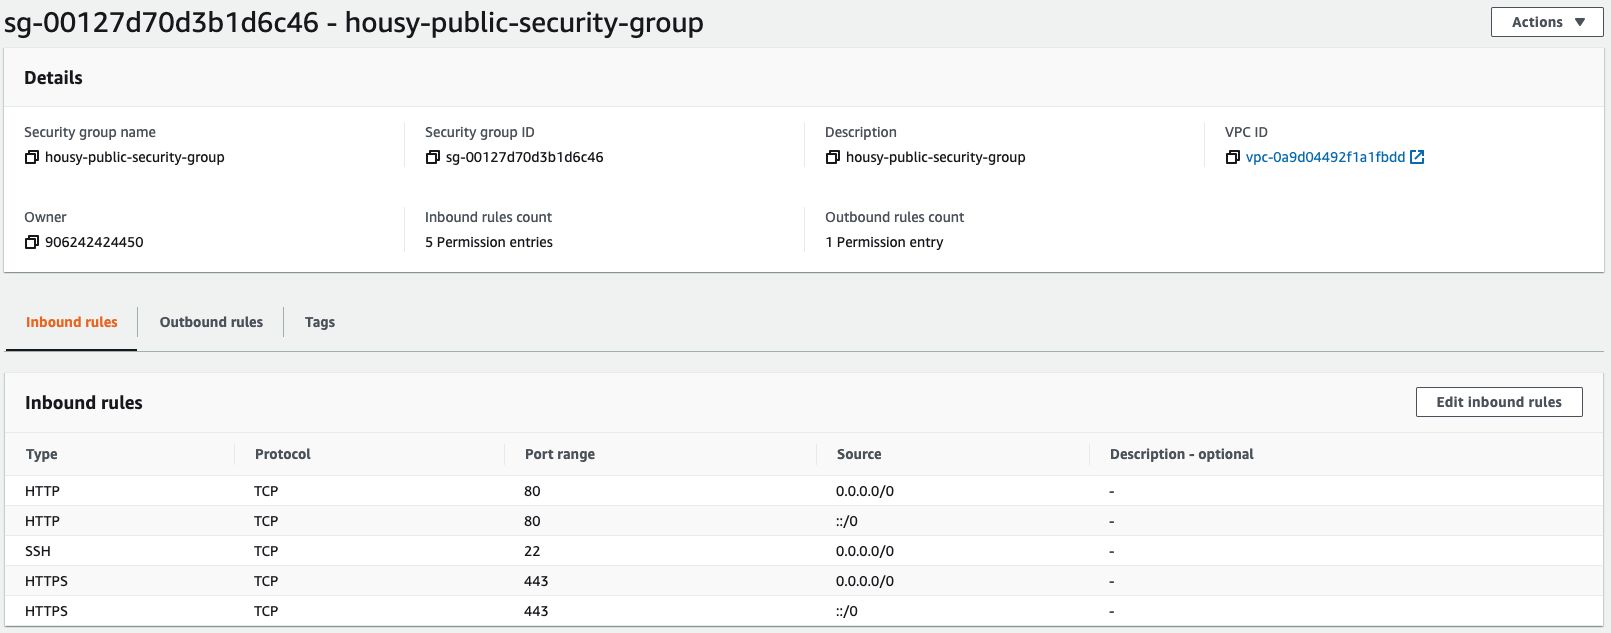 sg-00127d70d3b1d6c46 - housy-public-security-group
Actions
Details
Security group name Security group ID Description VPC ID
housy-public-security-group sg-00127d70d3b1d6c46 housy-public-security-group vpc-0a9d04492f1a1fbdd
Owner Inbound rules count Outbound rules count
906242424450 5 Permission entries 1 Permission entry
Inbound rules Outbound rules Tags
Inbound rules Edit inbound rules
Type Protocol Port range Source Description - optional
HTTP TCP 80 0.0.0.0/0 -
HTTP TCP 80 ::/0 -
SSH TCP 22 0.0.0.0/0 -
HTTPS TCP 443 0.0.0.0/0 -
HTTPS TCP 443 ::/0 -